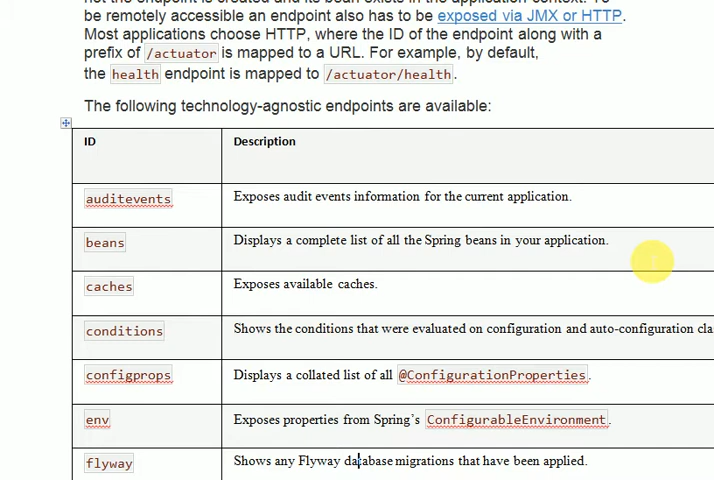 be remotely accessible an endpoint also has to be exposed via JMX or HTTP.
Most applications choose HTTP, where the ID of the endpoint along with a
prefix of /actuator is mapped to a URL. For example, by default,
the health endpoint is mapped to /actuator/health.
The following technology-agnostic endpoints are available:
ID Description
auditevents Exposes audit events information for the current application.
beans Displays a complete list of all the Spring beans in your application.
caches Exposes available caches.
conditions Shows the conditions that were evaluated on configuration and auto-configuration cla
configprops Displays a collated list of all @ConfigurationProperties.
env Exposes properties from Spring’s ConfigurableEnvironment.
flyway Shows any Flyway database migrations that have been applied.